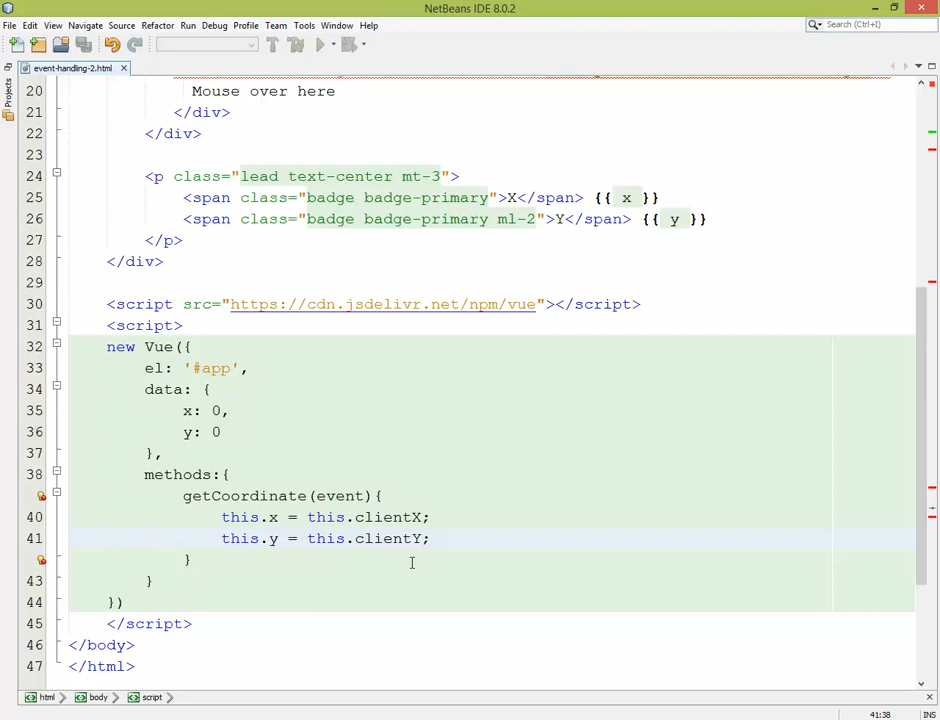 NetBeans IDE 8.0.2
File Edit View Navigate Source Refactor Run Debug Profile Team Tools Window Help
Search (Ctrl+I)
event-handling-2.html
Projects
20 Mouse over here
21 </div>
22 </div>
23
24 <p class="lead text-center mt-3">
25 <span class="badge badge-primary">X</span> {{ x }}
26 <span class="badge badge-primary ml-2">Y</span> {{ y }}
27 </p>
28 </div>
29
30 <script src="https://cdn.jsdelivr.net/npm/vue"></script>
31 <script>
32 new Vue({
33 el: '#app',
34 data: {
35 x: 0,
36 y: 0
37 },
38 methods:{
getCoordinate(event){
40 this.x = this.clientX;
41 this.y = this.clientY;
}
43 }
44 })
45 </script>
46 </body>
47 </html>
html body script
41:38 INS